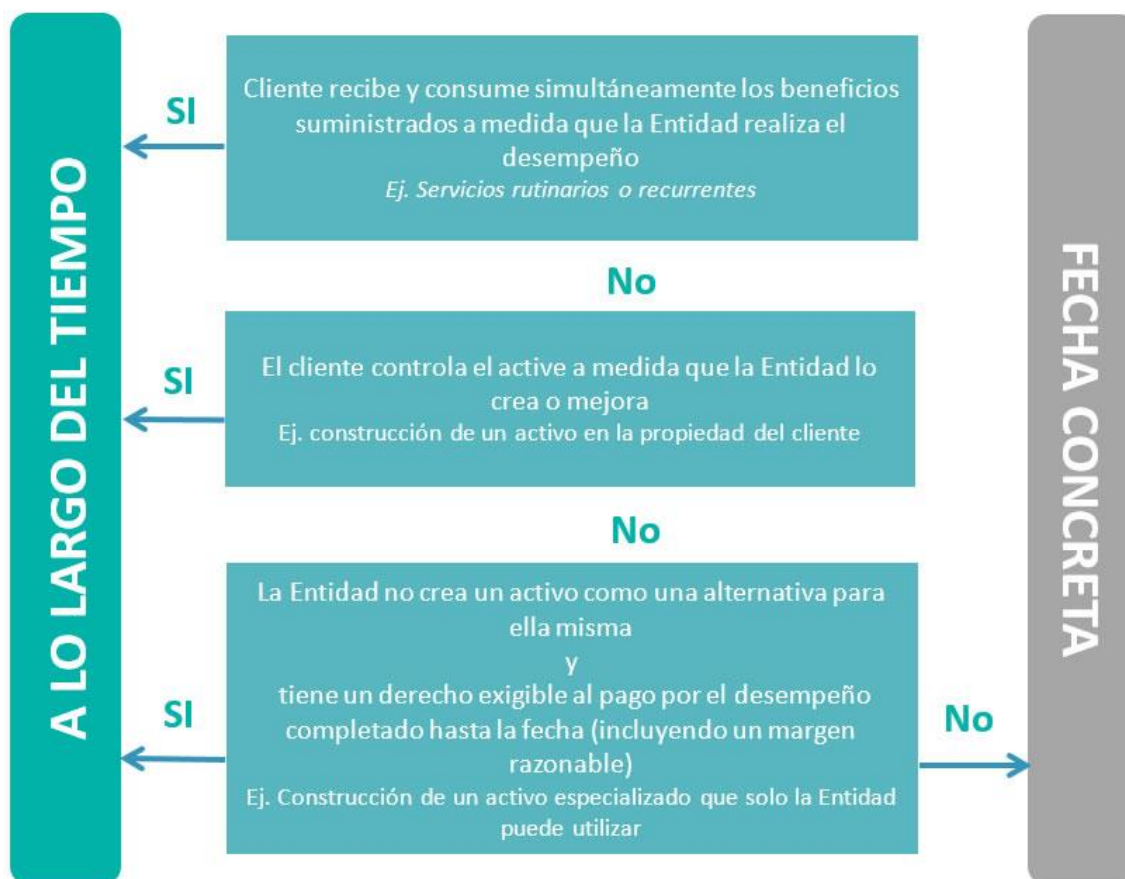 A LO LARGO DEL TIEMPO
SI
Cliente recibe y consume simultáneamente los beneficios
suministrados a medida que la Entidad realiza el
desempeño
Ej. Servicios rutinarios o recurrentes
No
SI
El cliente controla el active a medida que la Entidad lo
crea o mejora
Ej. construcción de un activo en la propiedad del cliente
No
SI
La Entidad no crea un activo como una alternativa para
ella misma
y
tiene un derecho exigible al pago por el desempeño
completado hasta la fecha (incluyendo un margen
razonable)
Ej. Construcción de un activo especializado que solo la Entidad
puede utilizar
No
FECHA CONCRETA